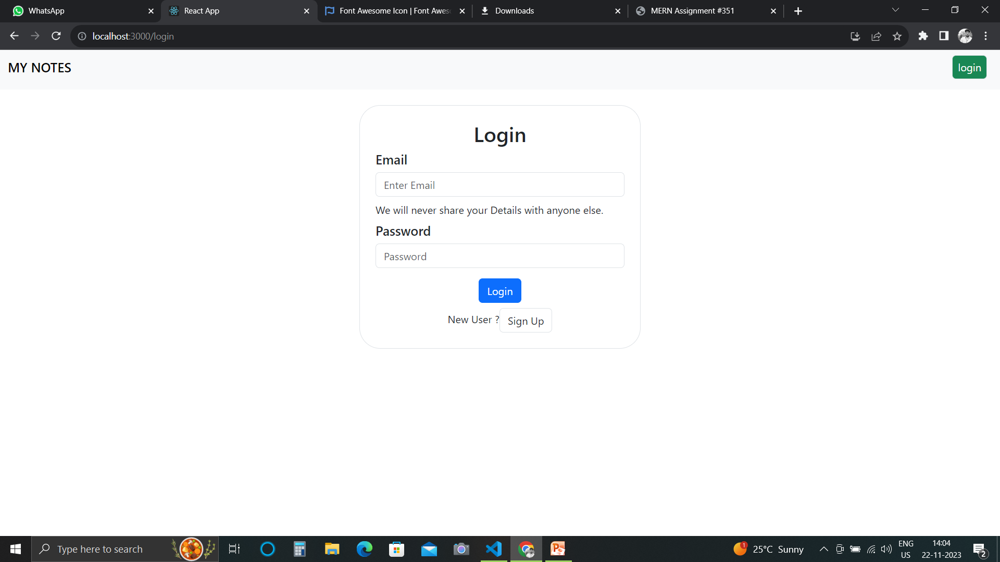 WhatsApp
React App
Font Awesome Icon | Font Awes
Downloads
MERN Assignment #351
localhost:3000/login
MY NOTES
login
Login
Email
Enter Email
We will never share your Details with anyone else.
Password
Password
Login
New User ? Sign Up
Type here to search
1
25°C Sunny
ENG
US
14:04
22-11-2023
2